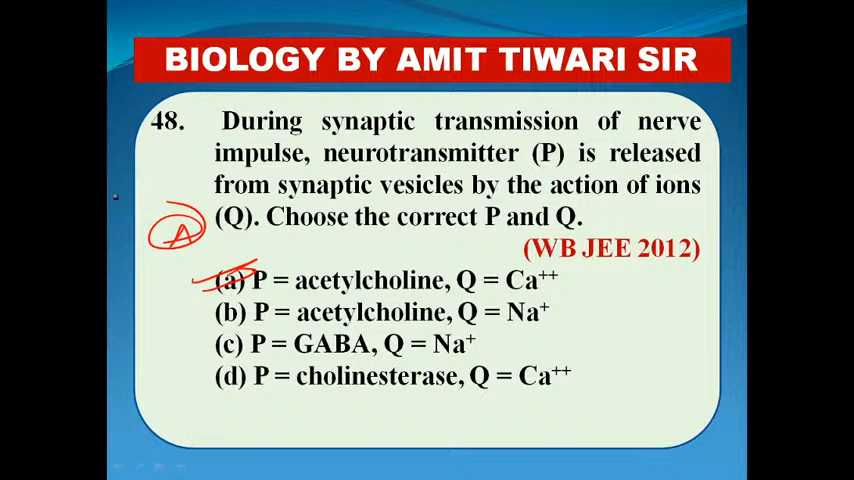 BIOLOGY BY AMIT TIWARI SIR
48. During synaptic transmission of nerve
impulse, neurotransmitter (P) is released
from synaptic vesicles by the action of ions
(Q). Choose the correct P and Q.
A
(WB JEE 2012)
(a) P = acetylcholine, Q = Ca⁺⁺
(b) P = acetylcholine, Q = Na⁺
(c) P = GABA, Q = Na⁺
(d) P = cholinesterase, Q = Ca⁺⁺